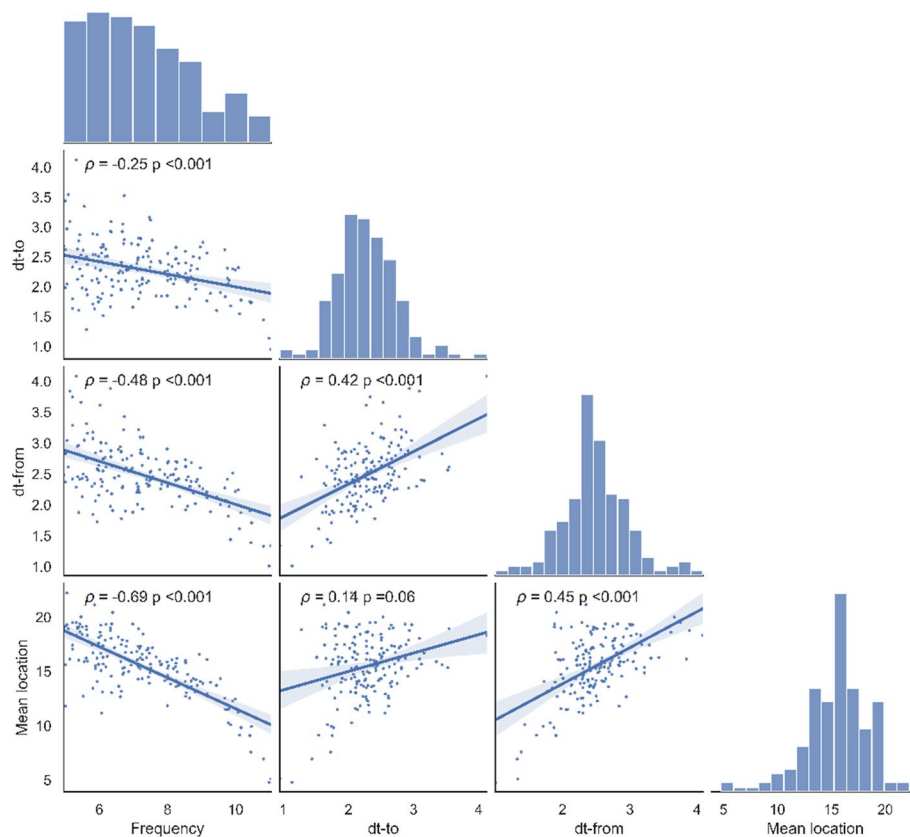 ρ = -0.25 p <0.001
4.0
3.5
3.0
2.5
2.0
1.5
1.0
dt-to
ρ = -0.48 p <0.001
ρ = 0.42 p <0.001
4.0
3.5
3.0
2.5
2.0
1.5
1.0
dt-from
ρ = -0.69 p <0.001
ρ = 0.14 p =0.06
ρ = 0.45 p <0.001
20
15
10
5
Mean location
6 8 10
1 2 3 4
2 3 4
5 10 15 20
Frequency
dt-to
dt-from
Mean location